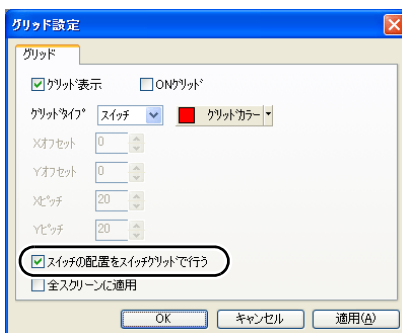 グリッド設定
グリッド
グリッド表示 ONグリッド
グリッドタイプ スイッチ グリッドカラー
Xオフセット 0
Yオフセット 0
Xピッチ 20
Yピッチ 20
スイッチの配置をスイッチグリッドで行う
全スクリーンに適用
OK キャンセル 適用(A)